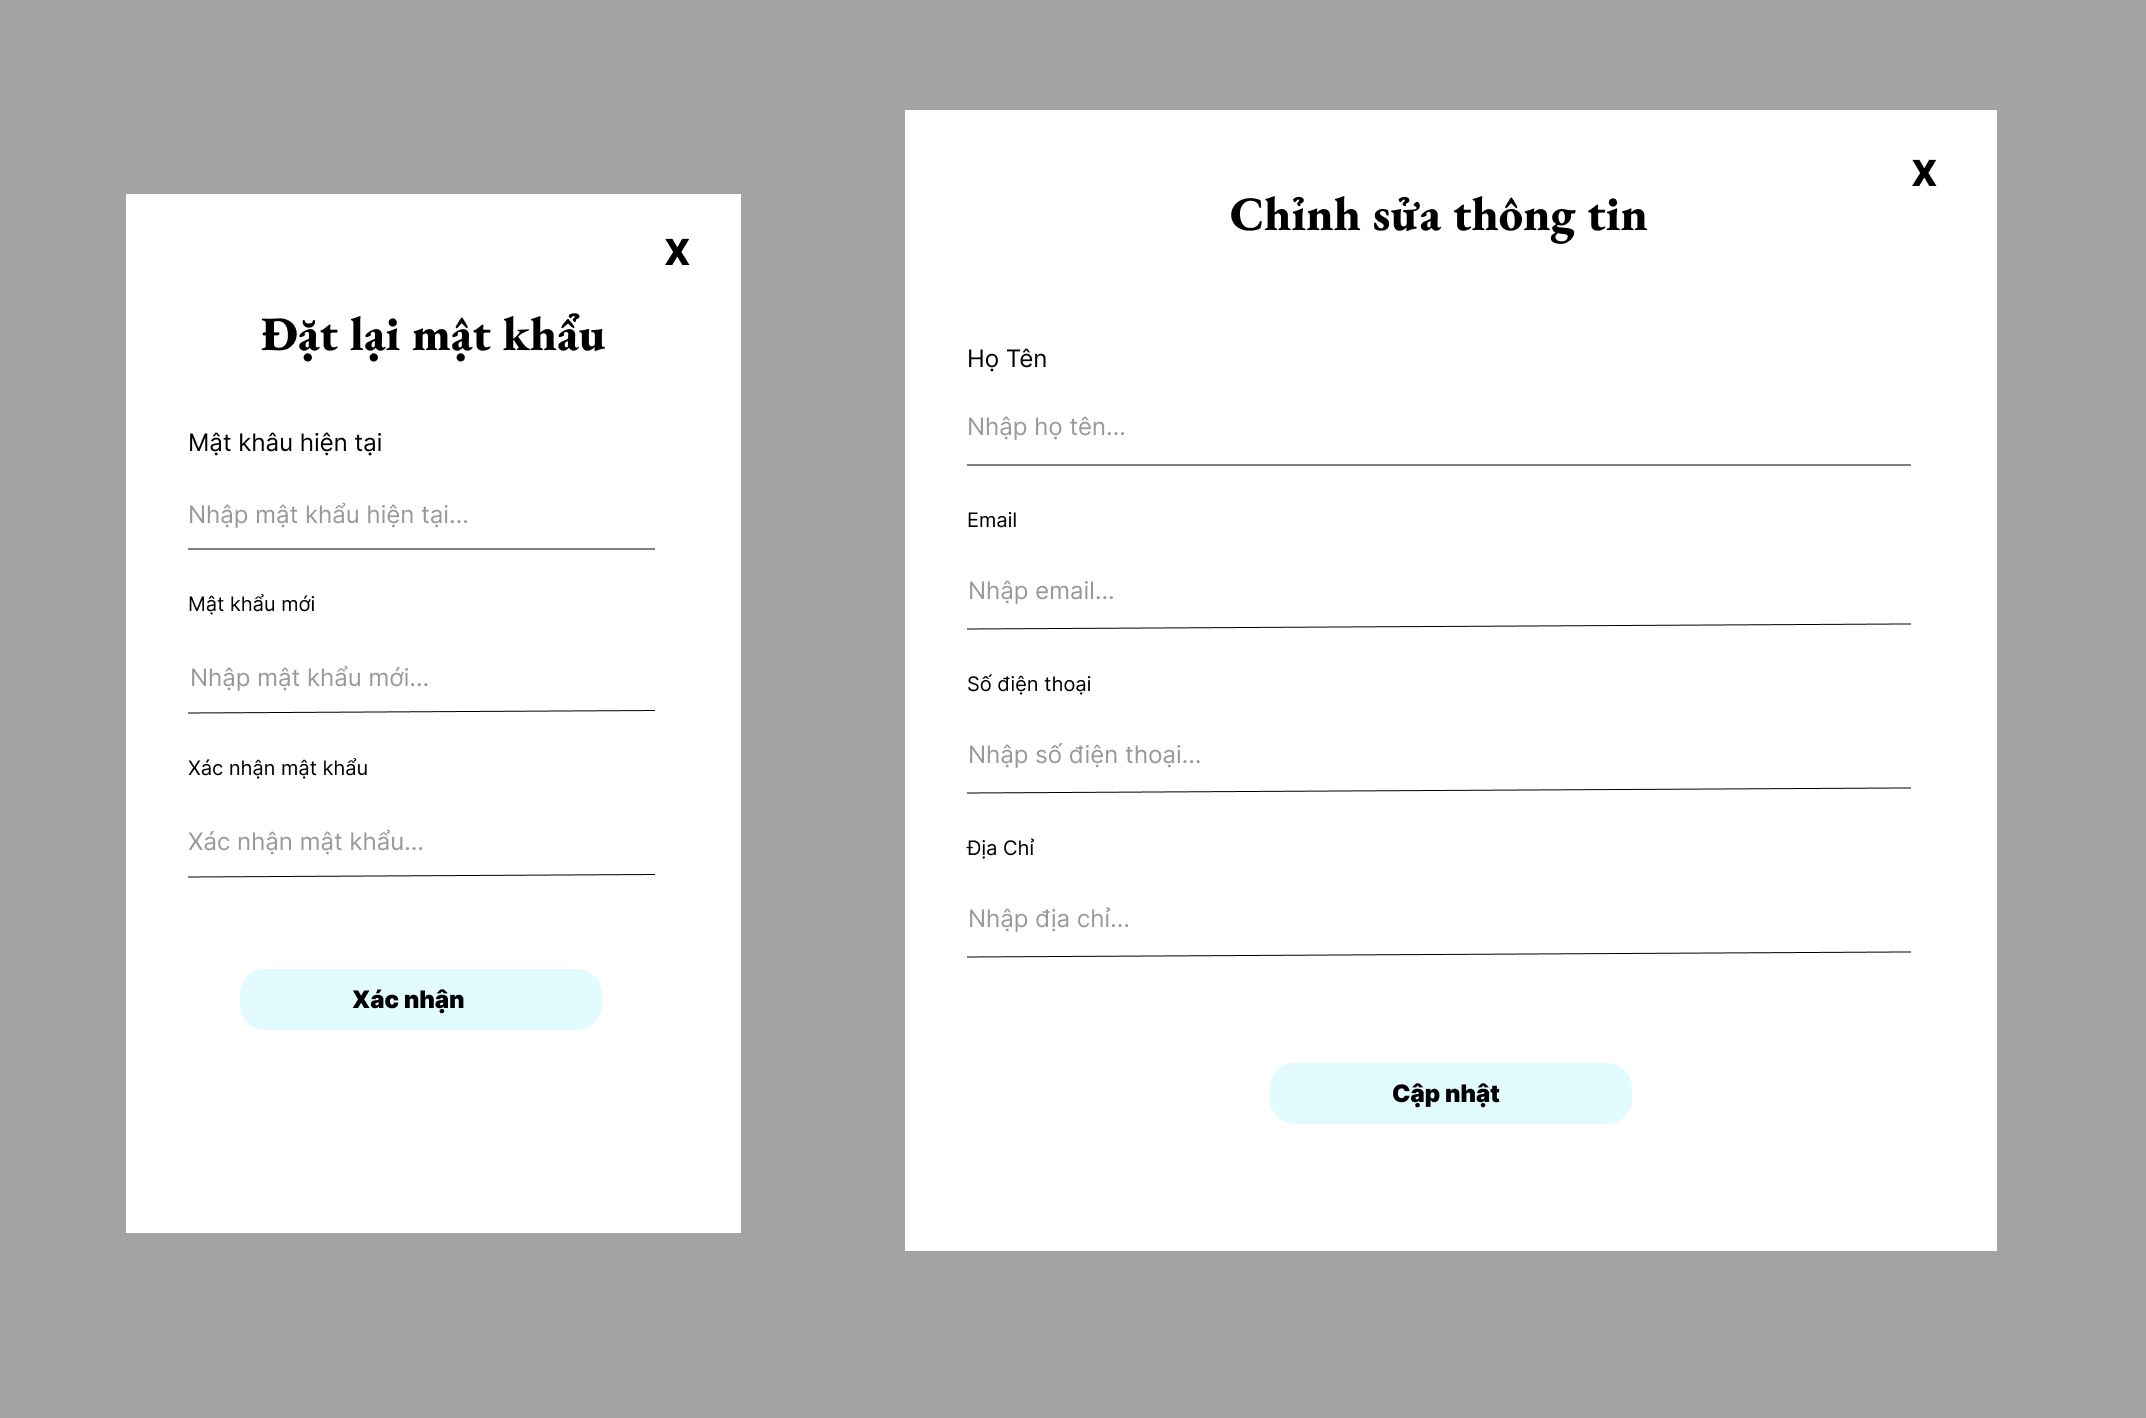 X
Đặt lại mật khẩu
Mật khâu hiện tại
Nhập mật khẩu hiện tại...
Mật khẩu mới
Nhập mật khẩu mới...
Xác nhận mật khẩu
Xác nhận mật khẩu...
Xác nhận
X
Chỉnh sửa thông tin
Họ Tên
Nhập họ tên...
Email
Nhập email...
Số điện thoại
Nhập số điện thoại...
Địa Chỉ
Nhập địa chỉ...
Cập nhật